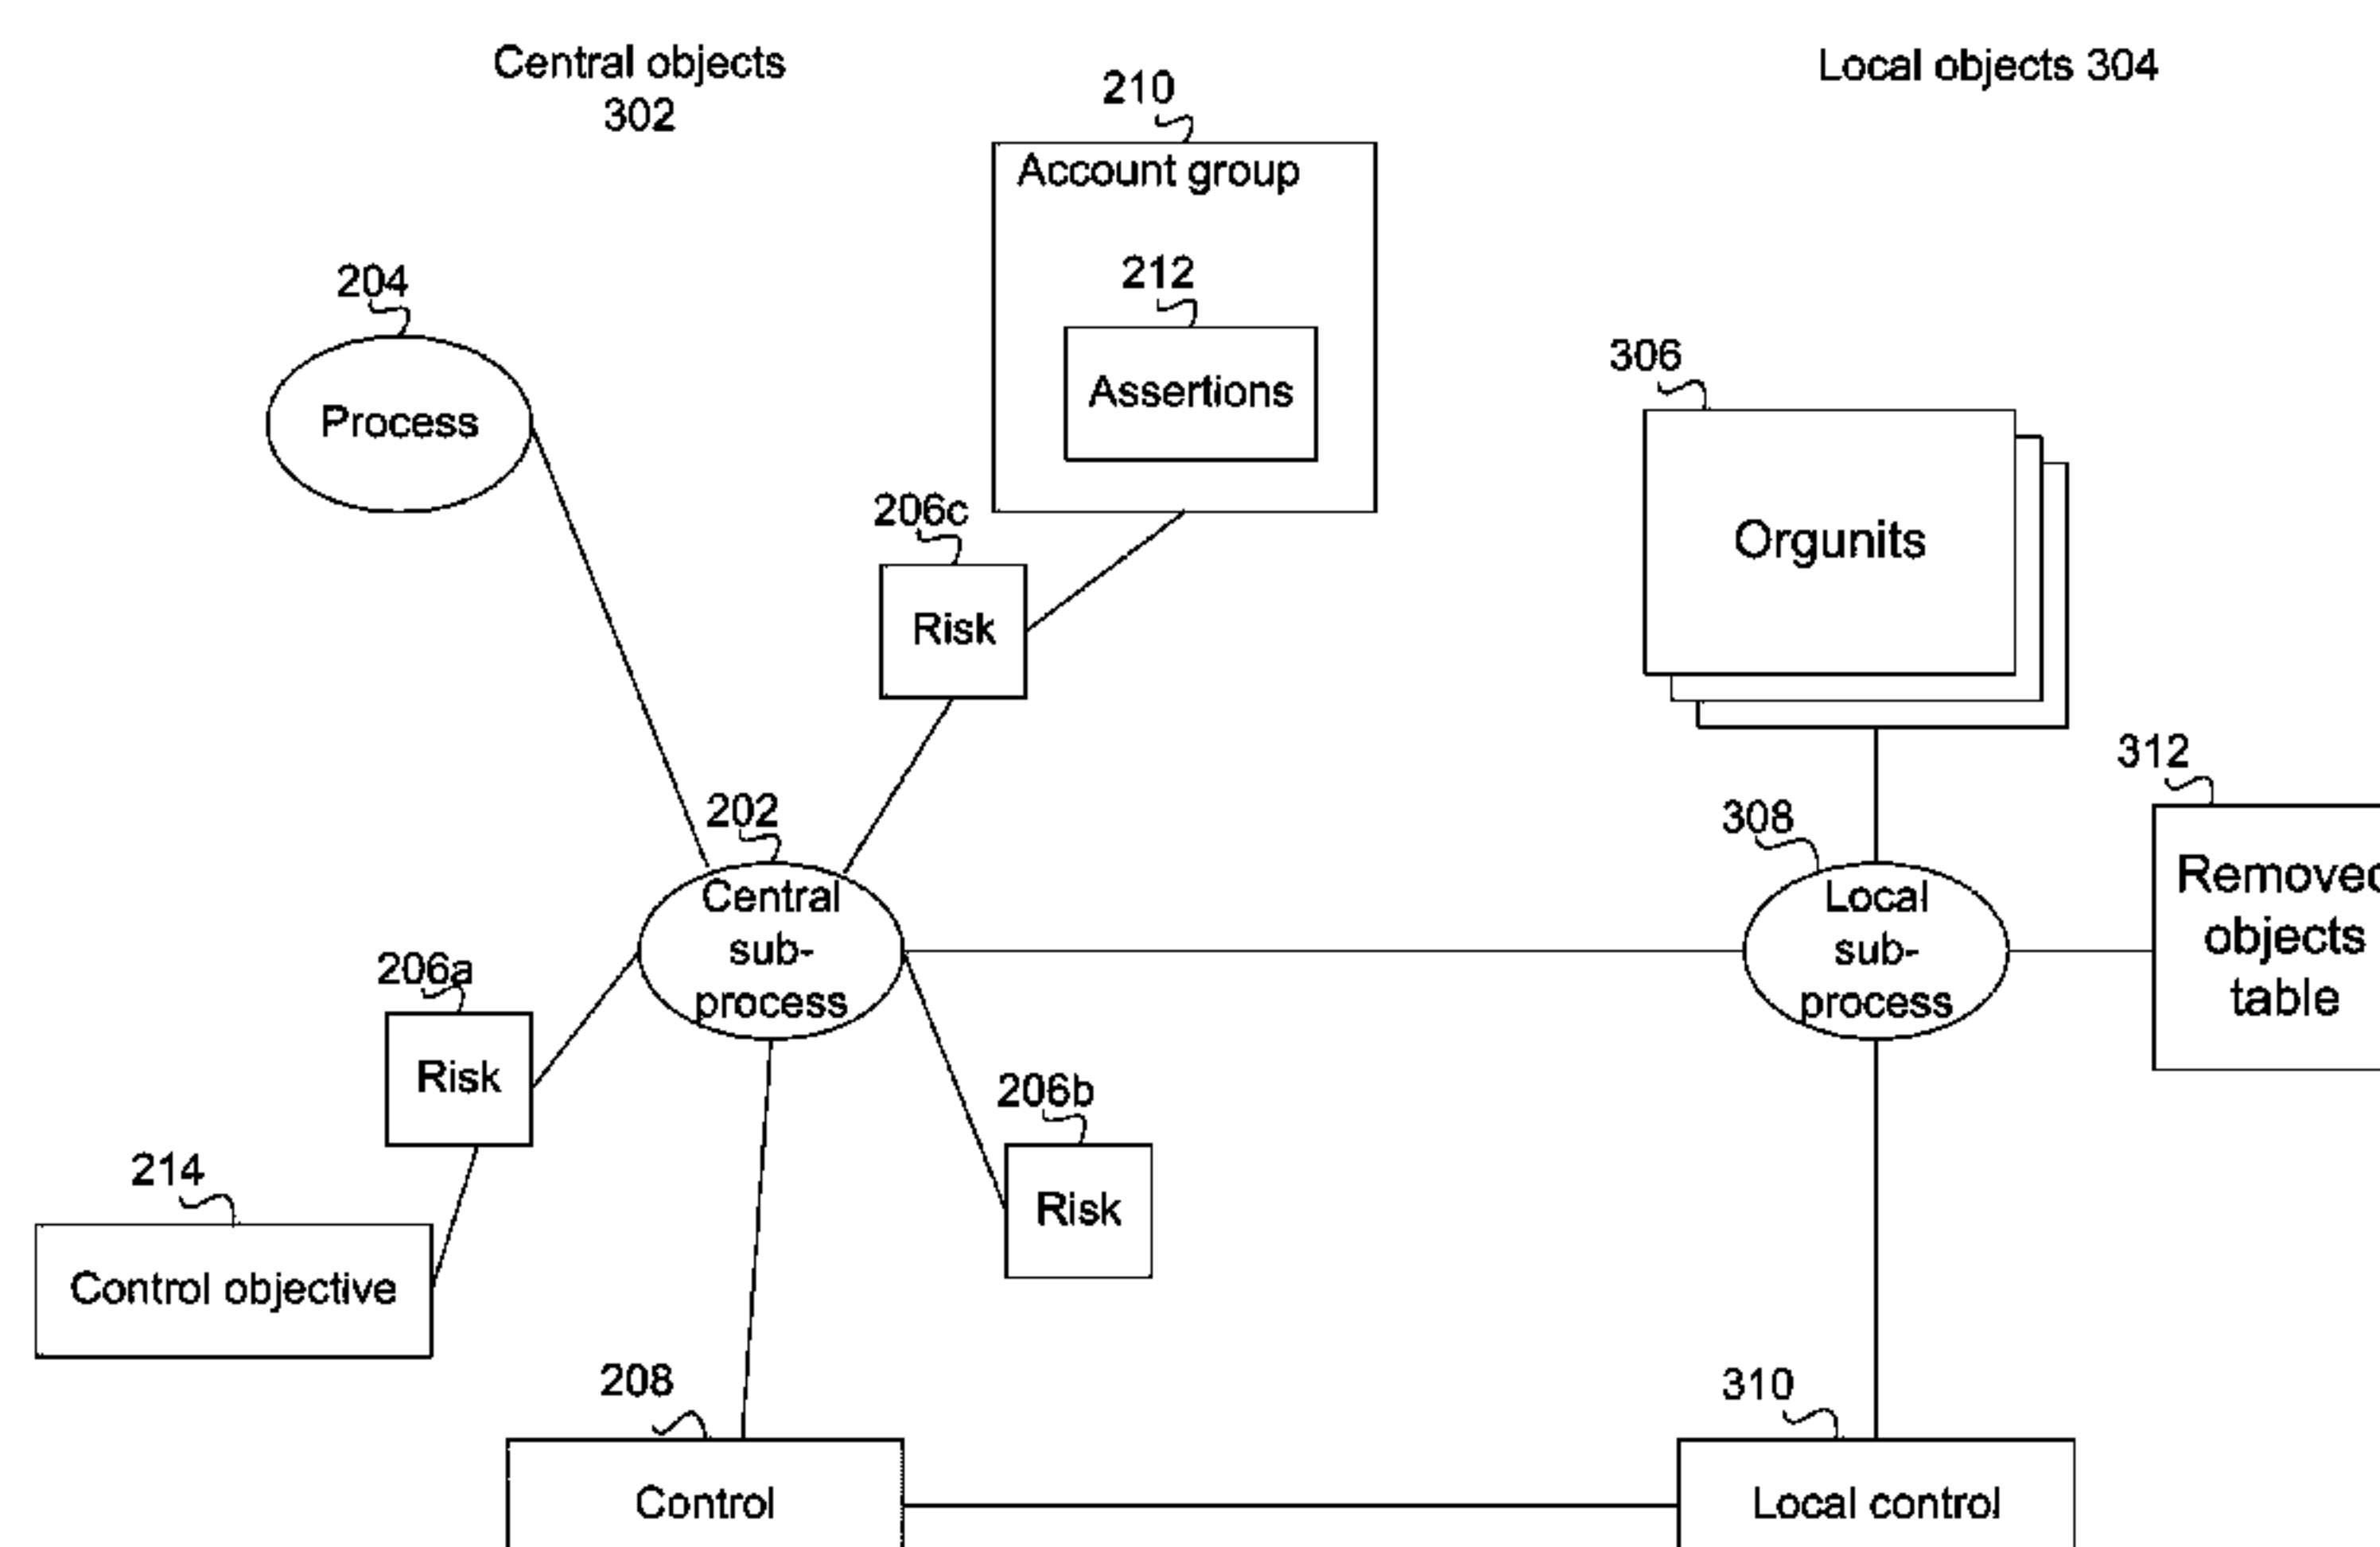 Central objects
302
Local objects 304
210
Account group
204
212
Process
Assertions
306
206c
Orgunits
Risk
312
202
308
Central
sub-
process
Local
sub-
process
objects
table
206a
Risk
206b
Risk
214
Control objective
208
310
Control
Local control